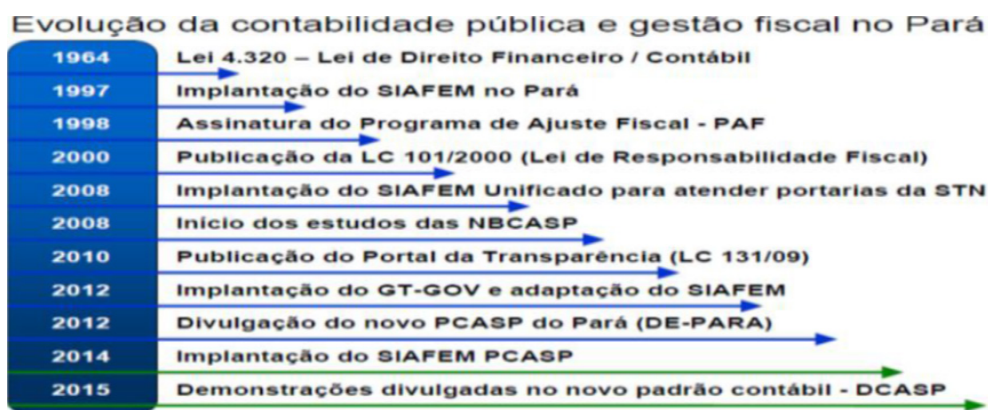 Evolução da contabilidade pública e gestão fiscal no Pará
1964 Lei 4.320 – Lei de Direito Financeiro / Contábil
1997 Implantação do SIAFEM no Pará
1998 Assinatura do Programa de Ajuste Fiscal - PAF
2000 Publicação da LC 101/2000 (Lei de Responsabilidade Fiscal)
2008 Implantação do SIAFEM Unificado para atender portarias da STN
2008 Início dos estudos das NBCASP
2010 Publicação do Portal da Transparência (LC 131/09)
2012 Implantação do GT-GOV e adaptação do SIAFEM
2012 Divulgação do novo PCASP do Pará (DE-PARA)
2014 Implantação do SIAFEM PCASP
2015 Demonstrações divulgadas no novo padrão contábil - DCASP